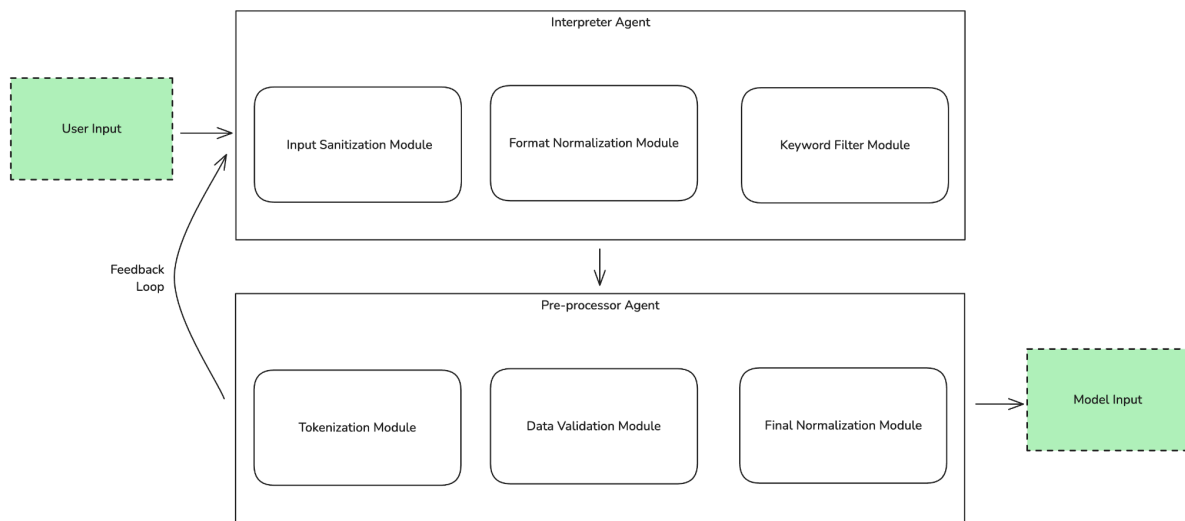 Interpreter Agent
User Input
Input Sanitization Module
Format Normalization Module
Keyword Filter Module
Feedback
Loop
Pre-processor Agent
Tokenization Module
Data Validation Module
Final Normalization Module
Model Input